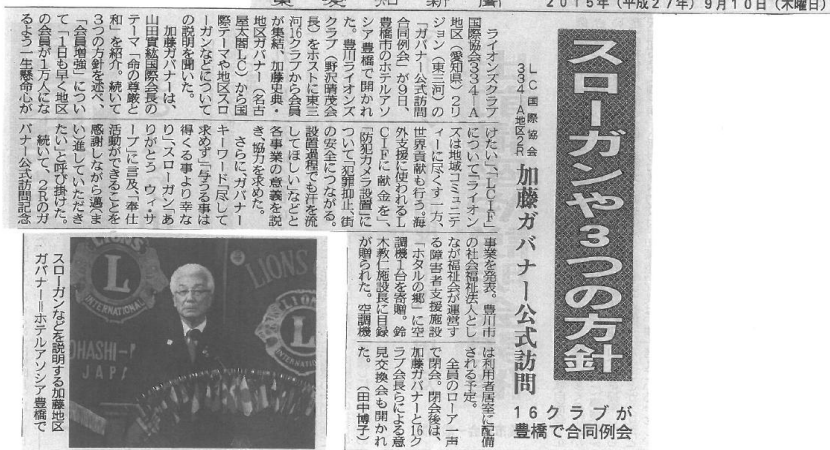 2015年(平成27年) 9月10日 (木曜日)
スローガンや3つの方針
LC国際協会
334-A地区2R
加藤ガバナー公式訪問
16クラブが
豊橋で合同例会
ライオンズクラブ
国際協会334-A
地区(愛知県)2リ
ージョン(東三河)の
「ガバナー公式訪問
合同例会」が9日、
豊橋市のホテルアソ
シア豊橋で開かれ
た。豊川ライオンズ
クラブ(野沢晴茂会
長)をホストに東三
河16クラブから会員
が集結、加藤史典・
地区ガバナー(名古
屋太閤LC)から国
際テーマや地区スロ
ーガンなどについて
の説明を聞いた。
加藤ガバナーは、
山田實紘国際会長の
テーマ「命の尊厳と
和」を紹介。続いて
3つの方針を述べ、
「会員増強」につい
て「1日も早く地区
の会員が1万人にな
るよう一生懸命心が
けたい」、「LCIF」
について「ライオン
ズは地域コミュニテ
ィーに尽くす一方、
世界貢献も行う。海
外支援に使われるL
CIFに献金を」、
「防犯カメラ設置」に
ついて「犯罪抑止、街
の安全につながる。
設置過程でも汗を流
してほしい」などと
各事業の意義を説
き、協力を求めた。
さらに、ガバナー
キーワード「尽して
求めず『与うる事は
得くる事より幸な
り』、スローガン「あ
りがとう ウィ・サ
ーブ」に言及、「奉仕
活動ができることを
感謝しながら邁(ま
い)進していただき
たい」と呼び掛けた。
続いて、2Rのガ
バナー公式訪問記念
事業を発表。豊川市
の社会福祉法人とし
なが福祉会が運営す
る障害者支援施設
「ホタルの郷」に空
調機1台を寄贈。鈴
木教仁施設長に目録
が贈られた。空調機
は利用者居室に配備
される予定。
全員のローア一声
で閉会。閉会後は、
加藤ガバナーと16ク
ラブ会長らによる意
見交換会も開かれ
た。 (田中博子)
スローガンなどを説明する加藤地区
ガバナー=ホテルアソシア豊橋で
LIONS
L
INTERNATIONAL
OHASHI-
JAPA